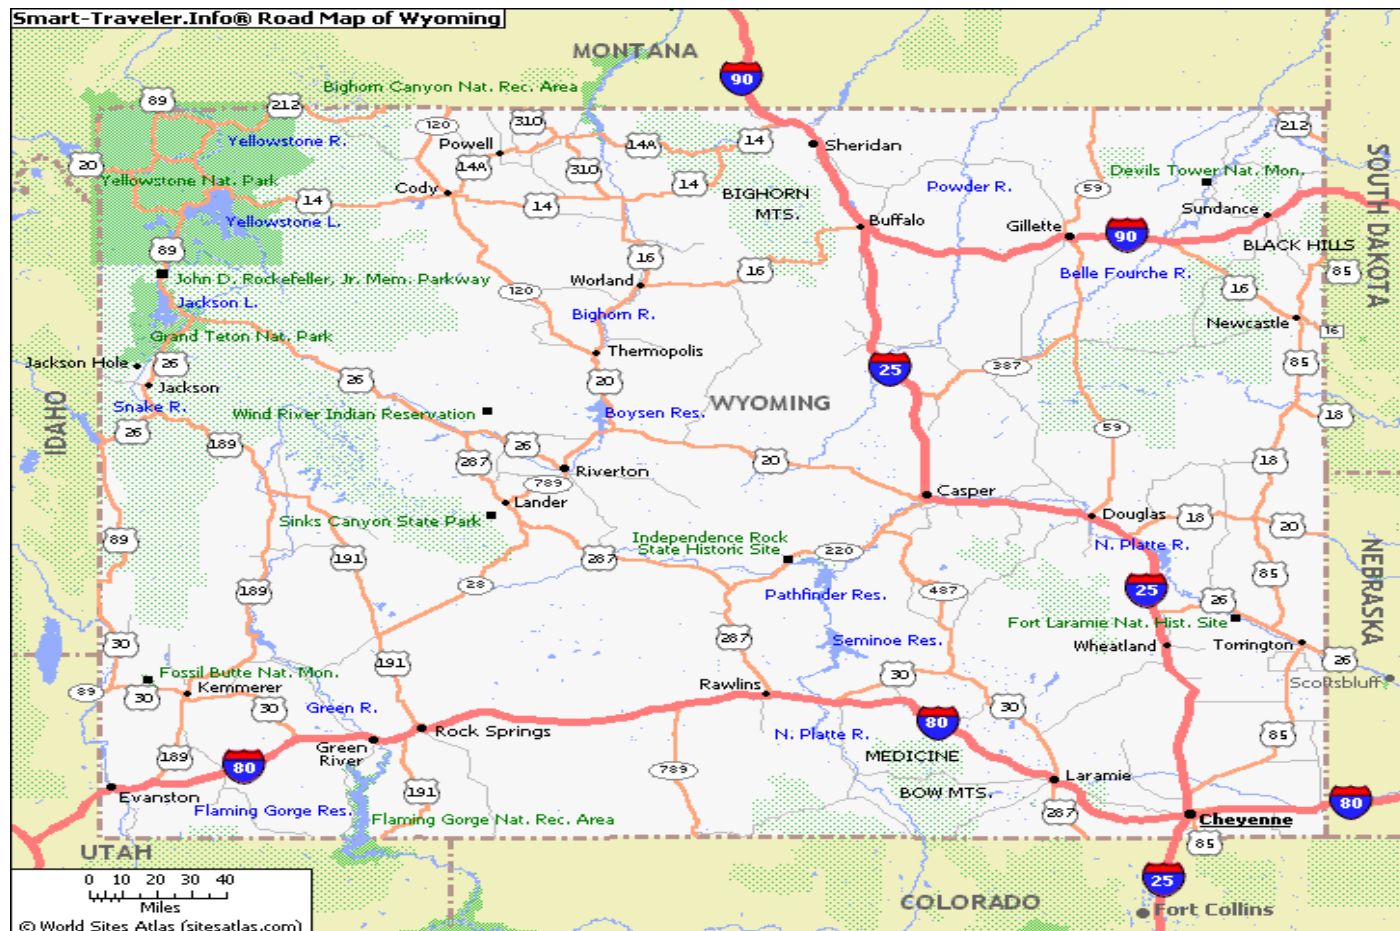 Smart-Traveler.Info® Road Map of Wyoming
MONTANA
90
Bighorn Canyon Nat. Rec. Area
89
212
120
310
14A
14
212
Yellowstone R.
Powell
Sheridan
SOUTH DAKOTA
20
14A
310
Devils Tower Nat. Mon.
Yellowstone Nat. Park
Cody
14
14
14
BIGHORN
MTS.
Powder R.
59
Sundance
Yellowstone L.
Buffalo
Gillette
90
BLACK HILLS
89
16
16
85
John D. Rockefeller, Jr. Mem. Parkway
Worland
Belle Fourche R.
Jackson L.
120
Bighorn R.
16
Grand Teton Nat. Park
Newcastle
16
Jackson Hole
26
Thermopolis
25
387
85
Jackson
26
20
Snake R.
Wind River Indian Reservation
Boysen Res.
WYOMING
IDAHO
26
189
26
59
18
287
20
18
Riverton
789
Lander
Casper
Sinks Canyon State Park
Douglas
18
20
Independence Rock
State Historic Site
220
N. Platte R.
89
191
287
NEBRASKA
28
85
189
Pathfinder Res.
487
25
26
Fort Laramie Nat. Hist. Site
30
287
Seminoe Res.
Wheatland
Torrington
26
191
Fossil Butte Nat. Mon.
89
30
Kemmerer
Rawlins
30
Scottsbluff
30
Green R.
30
Rock Springs
N. Platte R.
80
85
Green
River
189
80
789
MEDICINE
BOW MTS.
Laramie
Evanston
191
80
Flaming Gorge Res.
Flaming Gorge Nat. Rec. Area
287
Cheyenne
UTAH
85
0 10 20 30 40
Miles
25
COLORADO
Fort Collins
© World Sites Atlas (sitesatlas.com)